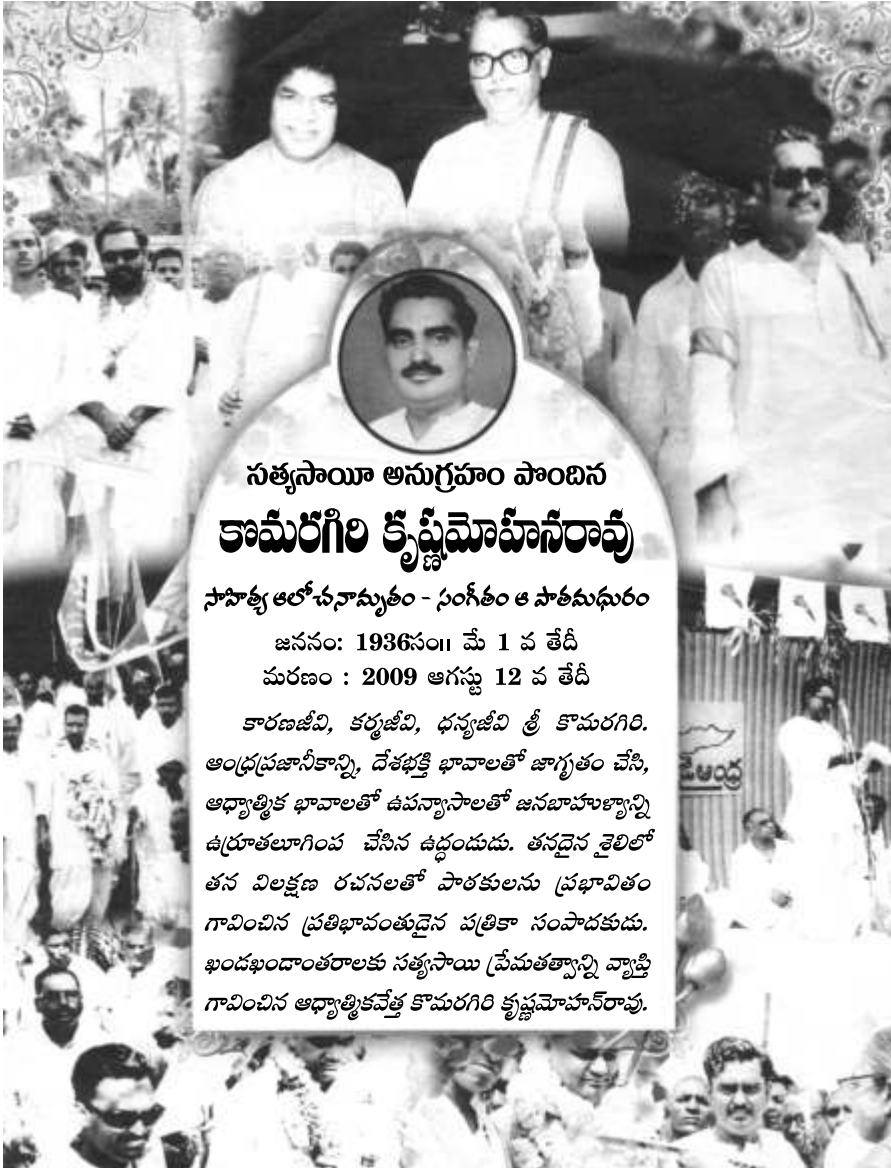 సత్యసాయీ అనుగ్రహం పొందిన
కొమరగిరి కృష్ణమోహనరావు
సాహిత్య ఆలోచనామృతం - సంగీతం ఆ పాతమధురం
జననం: 1936సం॥ మే 1 వ తేదీ
మరణం : 2009 ఆగస్టు 12 వ తేదీ
కారణజీవి, కర్మజీవి, ధన్యజీవి శ్రీ కొమరగిరి.
ఆంధ్రప్రజానీకాన్ని, దేశభక్తి భావాలతో జాగృతం చేసి,
ఆధ్యాత్మిక భావాలతో ఉపన్యాసాలతో జనబాహుళ్యాన్ని
ఉర్రూతలూగింప చేసిన ఉద్ధండుడు. తనదైన శైలిలో
తన విలక్షణ రచనలతో పాఠకులను ప్రభావితం
గావించిన ప్రతిభావంతుడైన పత్రికా సంపాదకుడు.
ఖండఖండాంతరాలకు సత్యసాయి ప్రేమతత్వాన్ని వ్యాప్తి
గావించిన ఆధ్యాత్మికవేత్త కొమరగిరి కృష్ణమోహన్‌రావు.
ఆంధ్ర